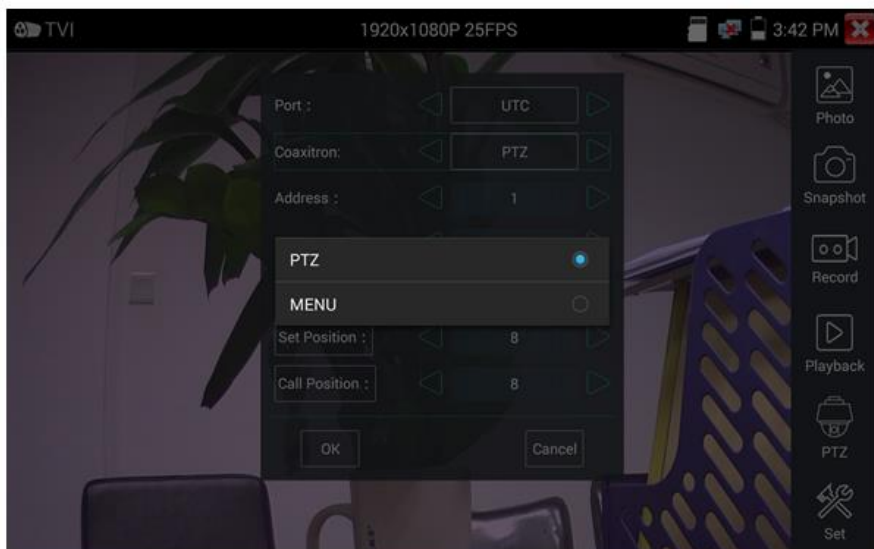 TVI 1920x1080P 25FPS 3:42 PM
Port : UTC
Coaxitron: PTZ
Address : 1
PTZ
MENU
Set Position : 8
Call Position : 8
OK Cancel
Photo
Snapshot
Record
Playback
PTZ
Set